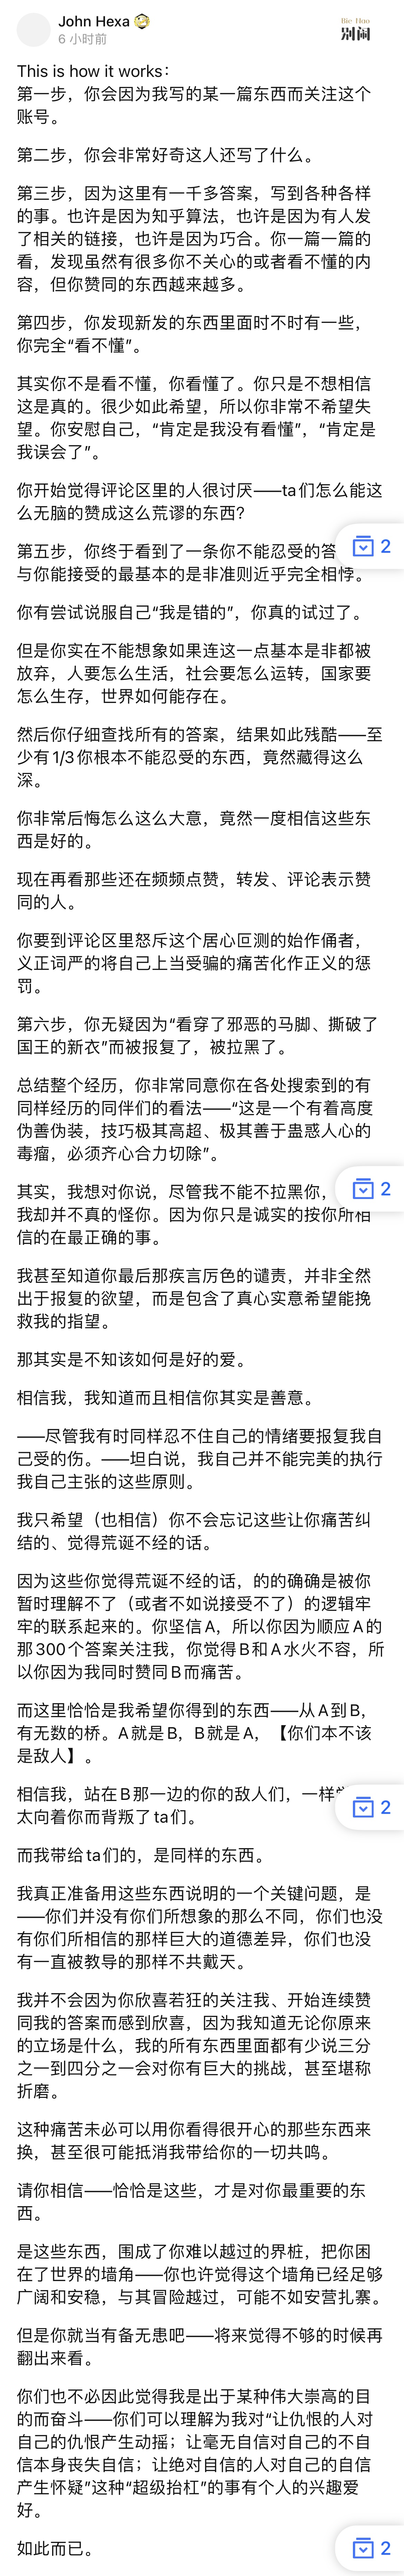 John Hexa
6 小时前
Bie Nao
别闹
This is how it works：
第一步，你会因为我写的某一篇东西而关注这个
账号。
第二步，你会非常好奇这人还写了什么。
第三步，因为这里有一千多答案，写到各种各样
的事。也许是因为知乎算法，也许是因为有人发
了相关的链接，也许是因为巧合。你一篇一篇的
看，发现虽然有很多你不关心的或者看不懂的内
容，但你赞同的东西越来越多。
第四步，你发现新发的东西里面时不时有一些，
你完全“看不懂”。
其实你不是看不懂，你看懂了。你只是不想相信
这是真的。很少如此希望，所以你非常不希望失
望。你安慰自己，“肯定是我没有看懂”，“肯定是
我误会了”。
你开始觉得评论区里的人很讨厌——ta们怎么能这
么无脑的赞成这么荒谬的东西？
第五步，你终于看到了一条你不能忍受的答
2
与你能接受的最基本的是非准则近乎完全相悖。
你有尝试说服自己“我是错的”，你真的试过了。
但是你实在不能想象如果连这一点基本是非都被
放弃，人要怎么生活，社会要怎么运转，国家要
怎么生存，世界如何能存在。
然后你仔细查找所有的答案，结果如此残酷——至
少有1/3你根本不能忍受的东西，竟然藏得这么
深。
你非常后悔怎么这么大意，竟然一度相信这些东
西是好的。
现在再看那些还在频频点赞，转发、评论表示赞
同的人。
你要到评论区里怒斥这个居心叵测的始作俑者，
义正词严的将自己上当受骗的痛苦化作正义的惩
罚。
第六步，你无疑因为“看穿了邪恶的马脚、撕破了
国王的新衣”而被报复了，被拉黑了。
总结整个经历，你非常同意你在各处搜索到的有
同样经历的同伴们的看法——“这是一个有着高度
伪善伪装，技巧极其高超、极其善于蛊惑人心的
毒瘤，必须齐心合力切除”。
其实，我想对你说，尽管我不能不拉黑你，
2
我却并不真的怪你。因为你只是诚实的按你所相
信的在做最正确的事。
我甚至知道你最后那疾言厉色的谴责，并非全然
出于报复的欲望，而是包含了真心实意希望能挽
救我的指望。
那其实是不知该如何是好的爱。
相信我，我知道而且相信你其实是善意。
——尽管我有时同样忍不住自己的情绪要报复我自
己受的伤。——坦白说，我自己并不能完美的执行
我自己主张的这些原则。
我只希望（也相信）你不会忘记这些让你痛苦纠
结的、觉得荒诞不经的话。
因为这些你觉得荒诞不经的话，的的确确是被你
暂时理解不了（或者不如说接受不了）的逻辑牢
牢的联系起来的。你坚信A，所以你因为顺应A的
那300个答案关注我，你觉得B和A水火不容，所
以你因为我同时赞同B而痛苦。
而这里恰恰是我希望你得到的东西——从A到B，
有无数的桥。A就是B，B就是A，【你们本不该
是敌人】。
相信我，站在B那一边的你的敌人们，一样
2
太向着你而背叛了ta们。
而我带给ta们的，是同样的东西。
我真正准备用这些东西说明的一个关键问题，是
——你们并没有你们所想象的那么不同，你们也没
有你们所相信的那样巨大的道德差异，你们也没
有一直被教导的那样不共戴天。
我并不会因为你欣喜若狂的关注我、开始连续赞
同我的答案而感到欣喜，因为我知道无论你原来
的立场是什么，我的所有东西里面都有少说三分
之一到四分之一会对你有巨大的挑战，甚至堪称
折磨。
这种痛苦未必可以用你看得很开心的那些东西来
换，甚至很可能抵消我带给你的一切共鸣。
请你相信——恰恰是这些，才是对你最重要的东
西。
是这些东西，围成了你难以越过的界桩，把你困
在了世界的墙角——你也许觉得这个墙角已经足够
广阔和安稳，与其冒险越过，可能不如安营扎寨。
但是你就当有备无患吧——将来觉得不够的时候再
翻出来看。
你们也不必因此觉得我是出于某种伟大崇高的目
的而奋斗——你们可以理解为我对“让仇恨的人对
自己的仇恨产生动摇；让毫无自信对自己的不自
信本身丧失自信；让绝对自信的人对自己的自信
产生怀疑”这种“超级抬杠”的事有个人的兴趣爱
好。
如此而已。
2